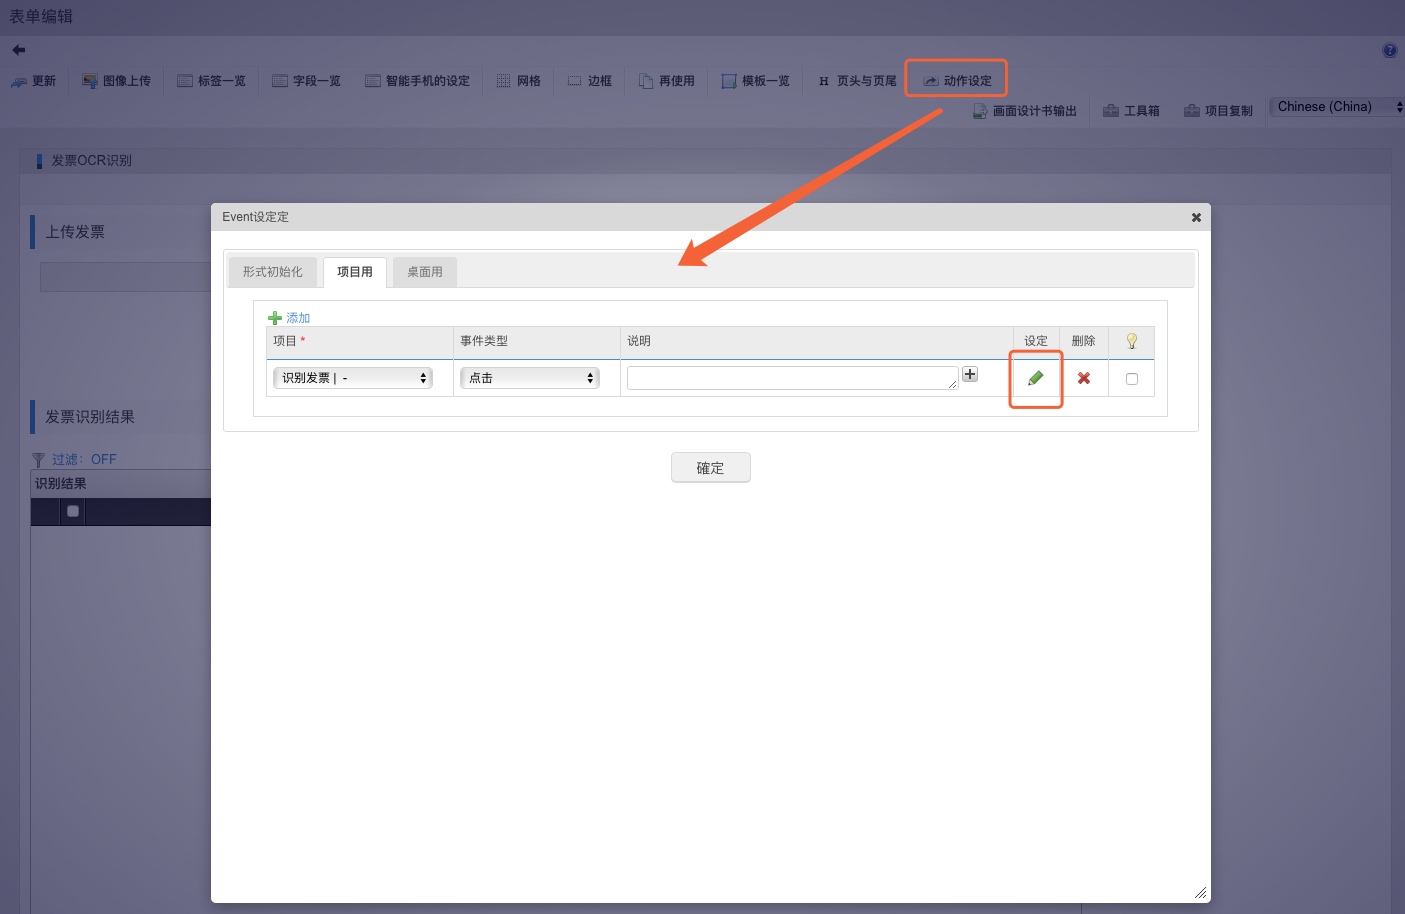 表单编辑
更新 图像上传 标签一览 字段一览 智能手机的设定 网格 边框 再使用 模板一览 H 页头与页尾 动作设定
画面设计书输出 工具箱 项目复制 Chinese (China)
发票OCR识别
上传发票
Event设定定
形式初始化 项目用 桌面用
添加
项目 * 事件类型 说明 设定 删除
识别发票 | - 点击
確定
发票识别结果
过滤：OFF
识别结果